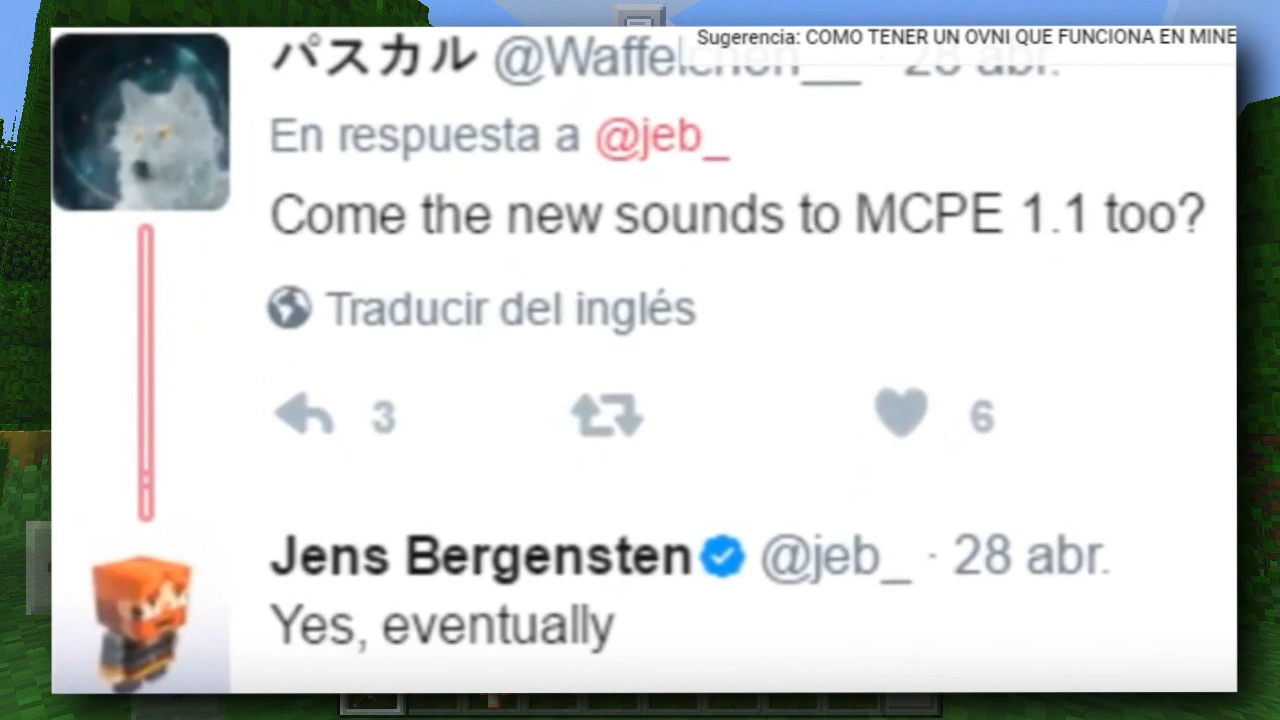 Sugerencia: COMO TENER UN OVNI QUE FUNCIONA EN MINE
パスカル @Waffelchen__ · 28 abr.
En respuesta a @jeb_
Come the new sounds to MCPE 1.1 too?
Traducir del inglés
3 6
Jens Bergensten @jeb_ · 28 abr.
Yes, eventually